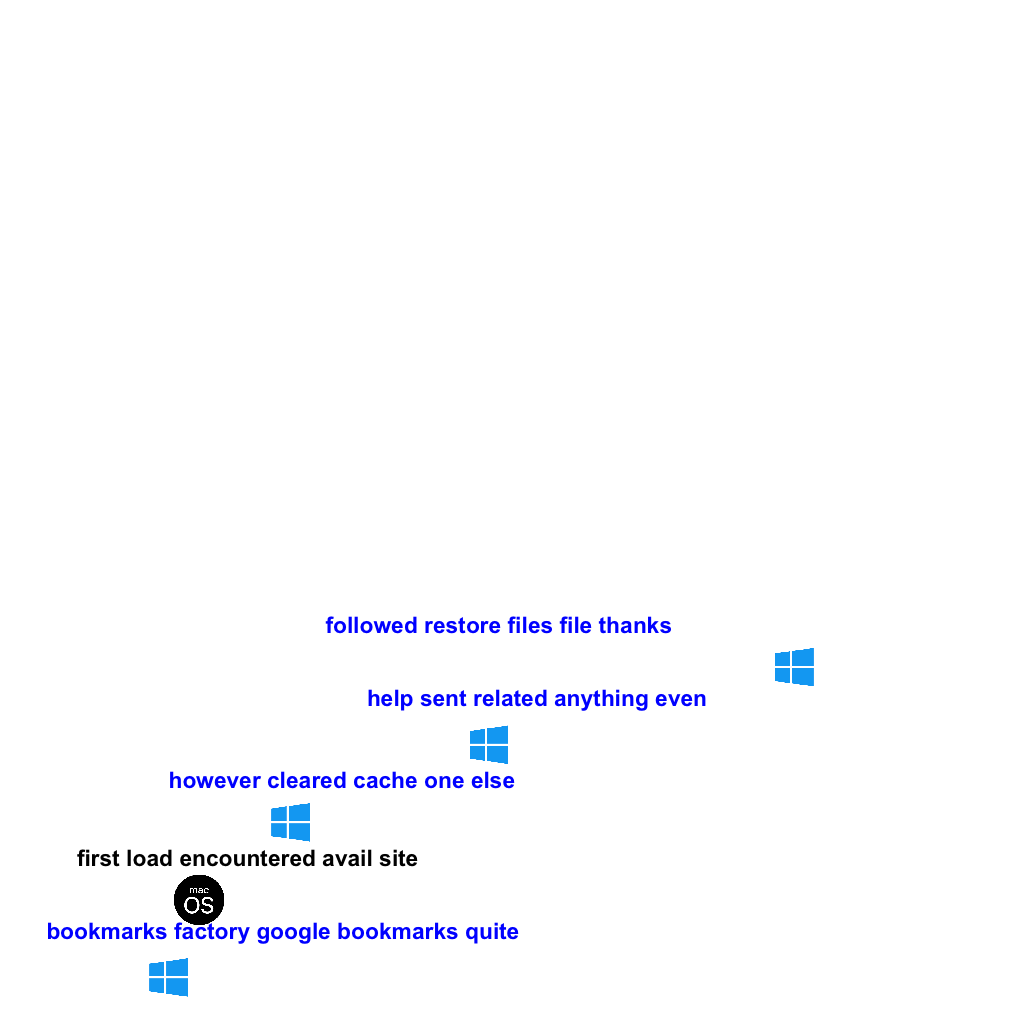 followed restore files file thanks
help sent related anything even
however cleared cache one else
first load encountered avail site
mac
OS
bookmarks factory google bookmarks quite